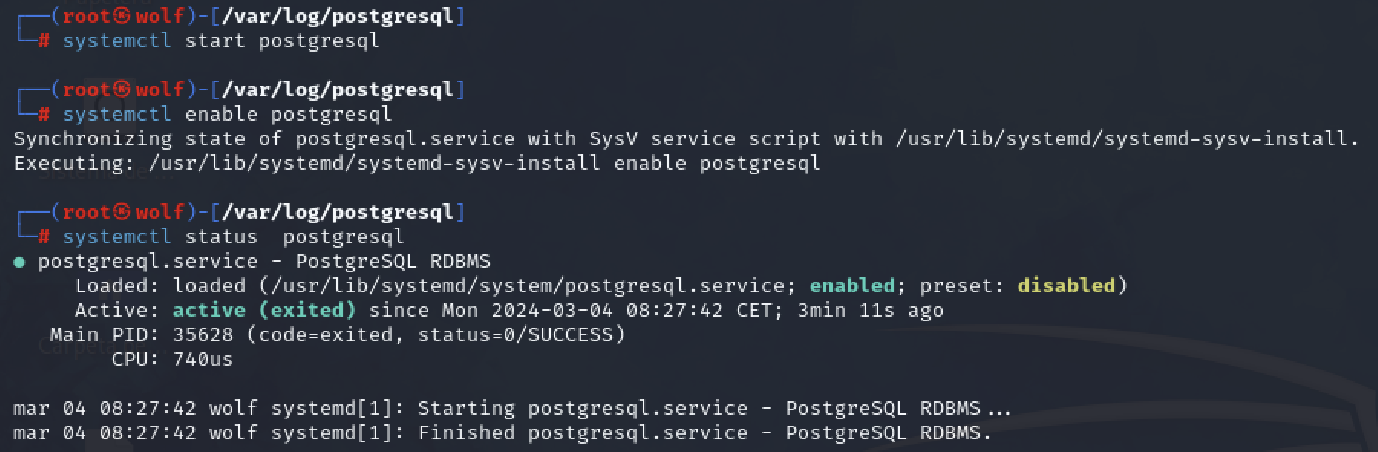 ┌──(root㉿wolf)-[/var/log/postgresql]
└─# systemctl start postgresql
┌──(root㉿wolf)-[/var/log/postgresql]
└─# systemctl enable postgresql
Synchronizing state of postgresql.service with SysV service script with /usr/lib/systemd/systemd-sysv-install.
Executing: /usr/lib/systemd/systemd-sysv-install enable postgresql
┌──(root㉿wolf)-[/var/log/postgresql]
└─# systemctl status  postgresql
● postgresql.service - PostgreSQL RDBMS
     Loaded: loaded (/usr/lib/systemd/system/postgresql.service; enabled; preset: disabled)
     Active: active (exited) since Mon 2024-03-04 08:27:42 CET; 3min 11s ago
   Main PID: 35628 (code=exited, status=0/SUCCESS)
        CPU: 740us
mar 04 08:27:42 wolf systemd[1]: Starting postgresql.service - PostgreSQL RDBMS...
mar 04 08:27:42 wolf systemd[1]: Finished postgresql.service - PostgreSQL RDBMS.